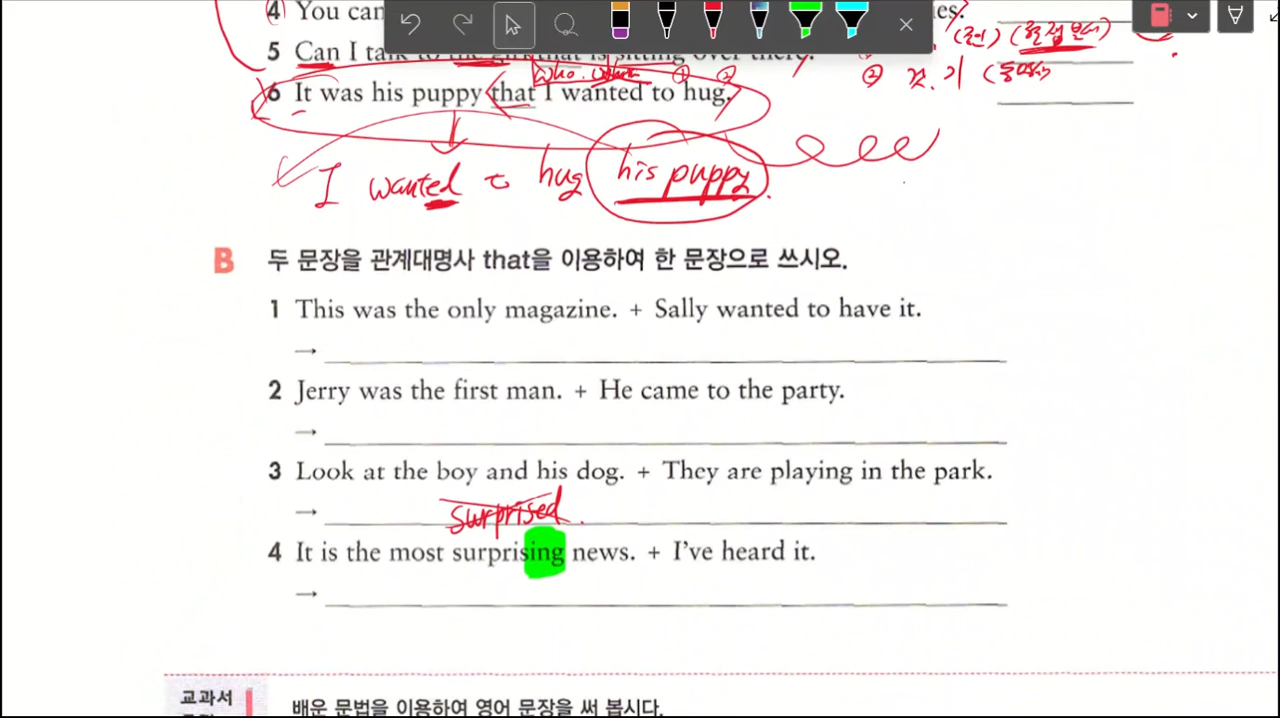 4 You can es.
5 Can I talk to the girl that is sitting over there.
who
6 It was his puppy that I wanted to hug.
I wanted to hug his puppy.
B 두 문장을 관계대명사 that을 이용하여 한 문장으로 쓰시오.
1 This was the only magazine. + Sally wanted to have it.
→
2 Jerry was the first man. + He came to the party.
→
3 Look at the boy and his dog. + They are playing in the park.
→ surprised.
4 It is the most surprising news. + I've heard it.
→
교과서
배운 문법을 이용하여 영어 문장을 써 봅시다.